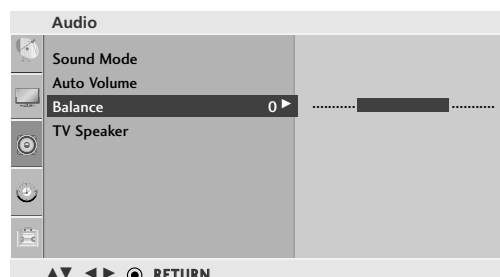 Audio
Sound Mode
Auto Volume
Balance 0 ►
TV Speaker
▲▼ ◄ ► ◉ RETURN